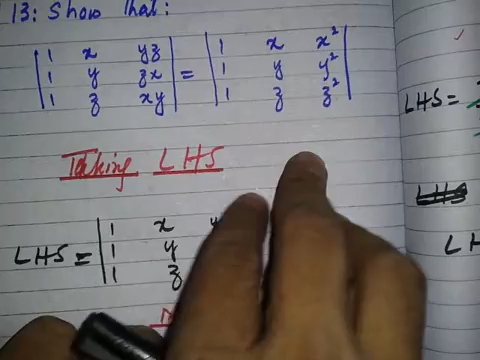 13: Show that:
| 1 x yz | = | 1 x x² |
| 1 y zx | | 1 y y² |
| 1 z xy | | 1 z z² |
LHS =
Taking LHS
LHS
LHS = | 1 x
| 1 y
| 1 z